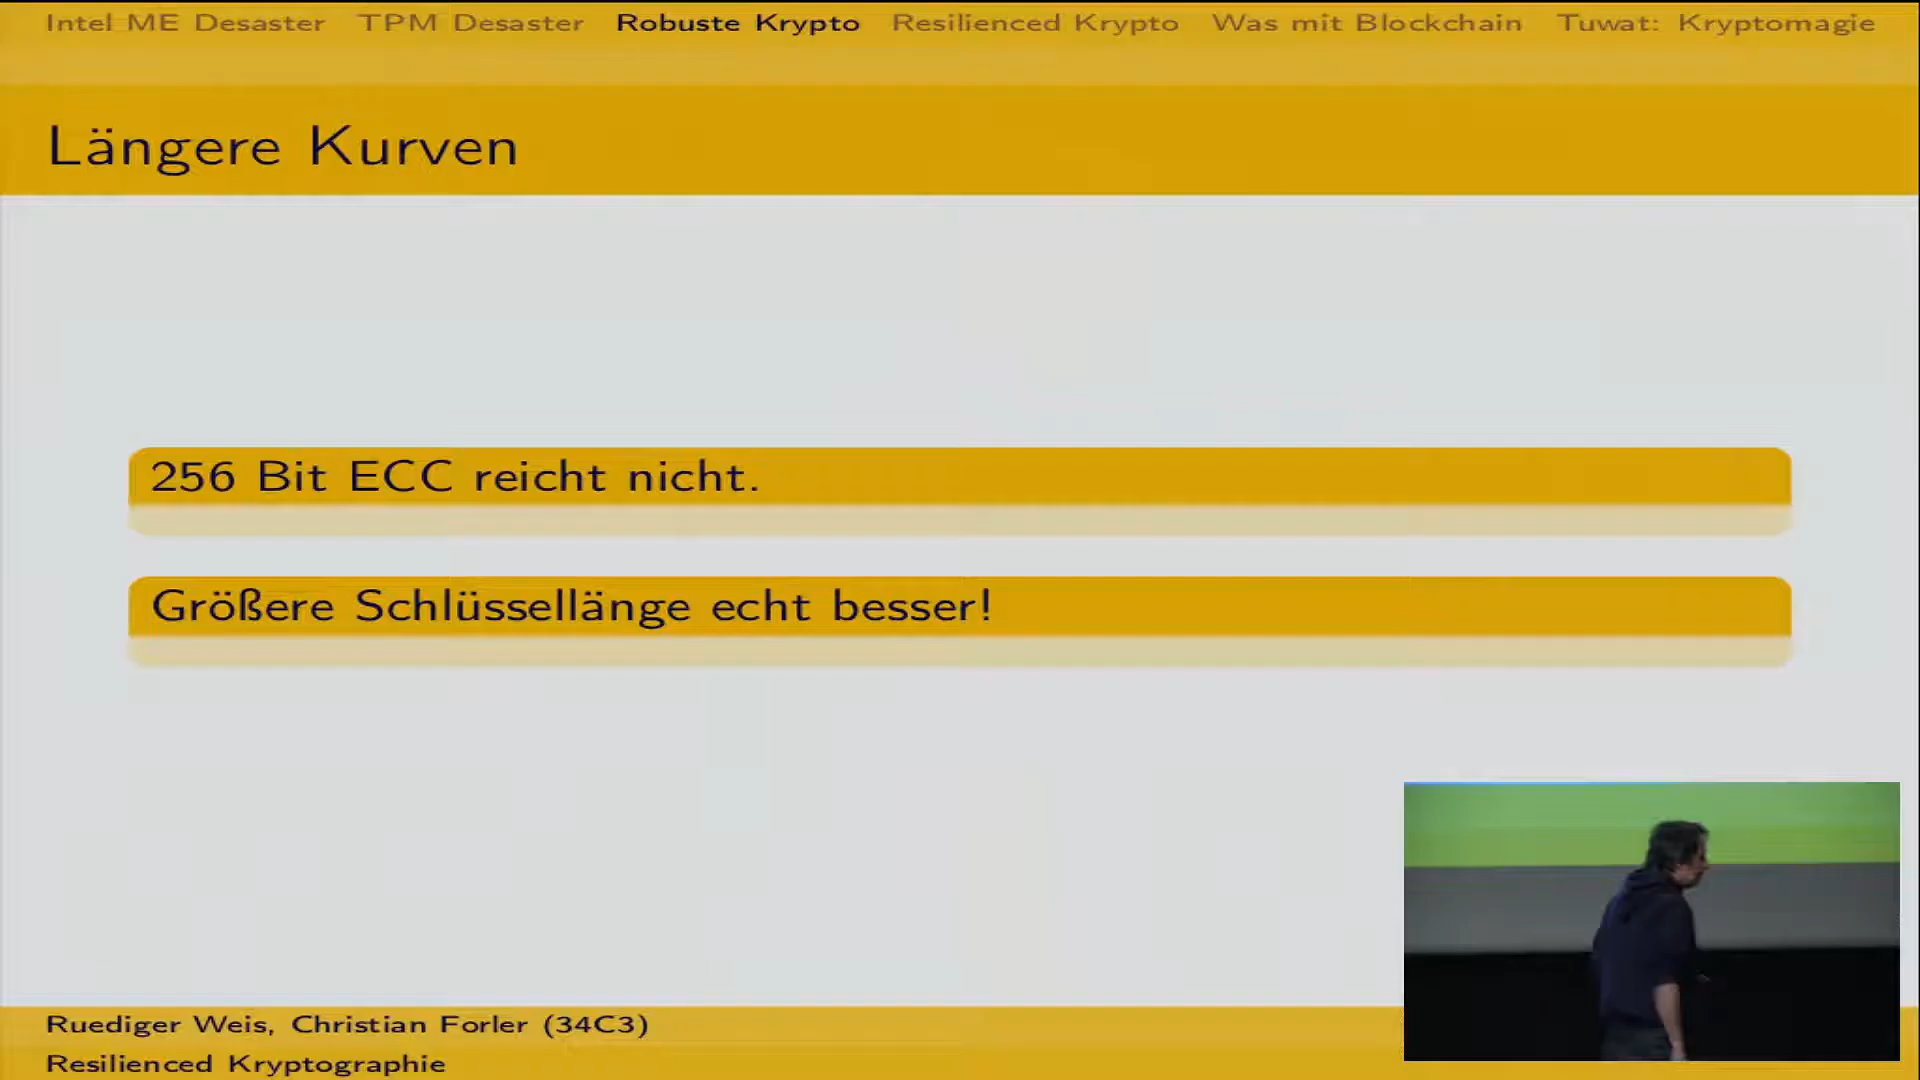 Intel ME Desaster TPM Desaster Robuste Krypto Resilienced Krypto Was mit Blockchain Tuwat: Kryptomagie
Längere Kurven
256 Bit ECC reicht nicht.
Größere Schlüssellänge echt besser!
Ruediger Weis, Christian Forler (34C3)
Resilienced Kryptographie